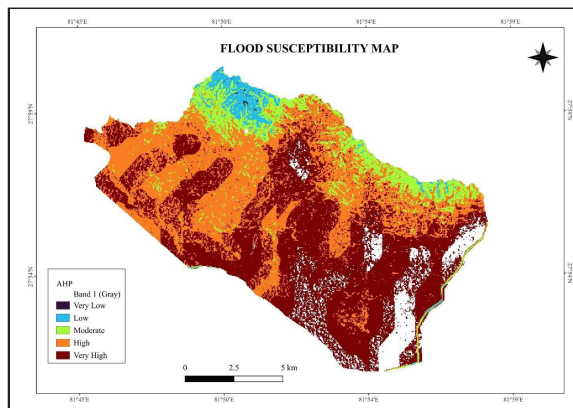 81°45'E 81°50'E 81°54'E 81°59'E
FLOOD SUSCEPTIBILITY MAP
27°59'N 27°59'N
27°54'N 27°54'N
AHP
Band 1 (Gray)
Very Low
Low
Moderate
High
Very High
0 2.5 5 km
81°45'E 81°50'E 81°54'E 81°59'E